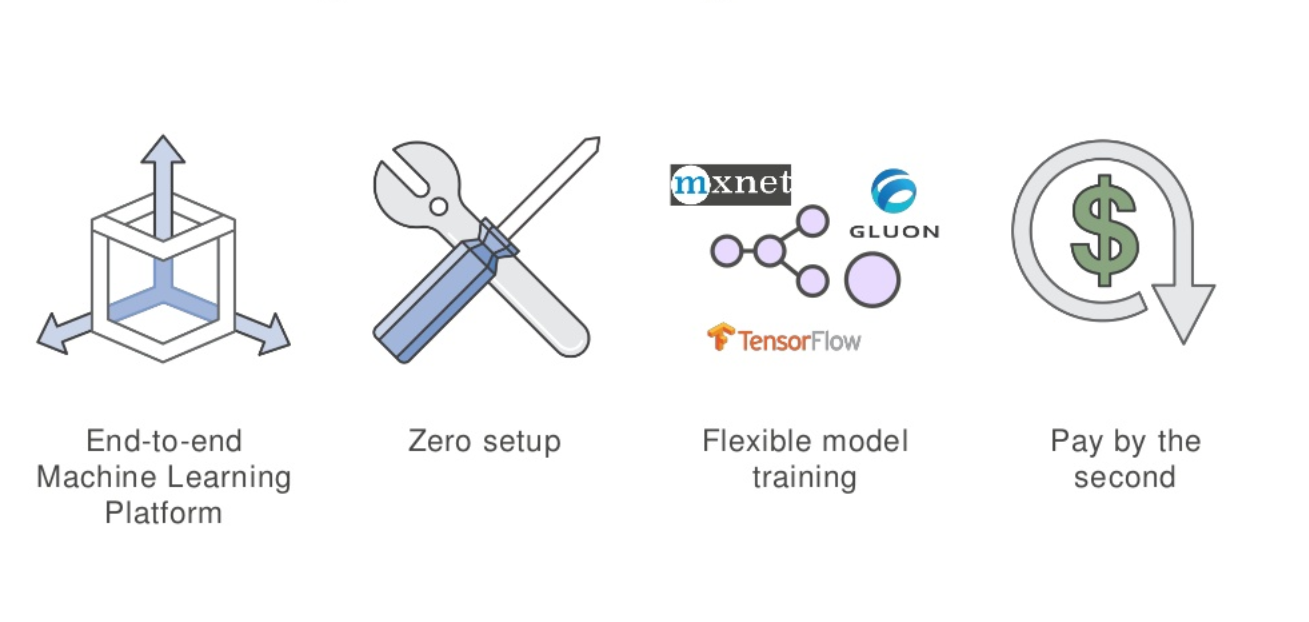 mxnet
GLUON
TensorFlow
End-to-end
Machine Learning
Platform
Zero setup
Flexible model
training
Pay by the
second
$